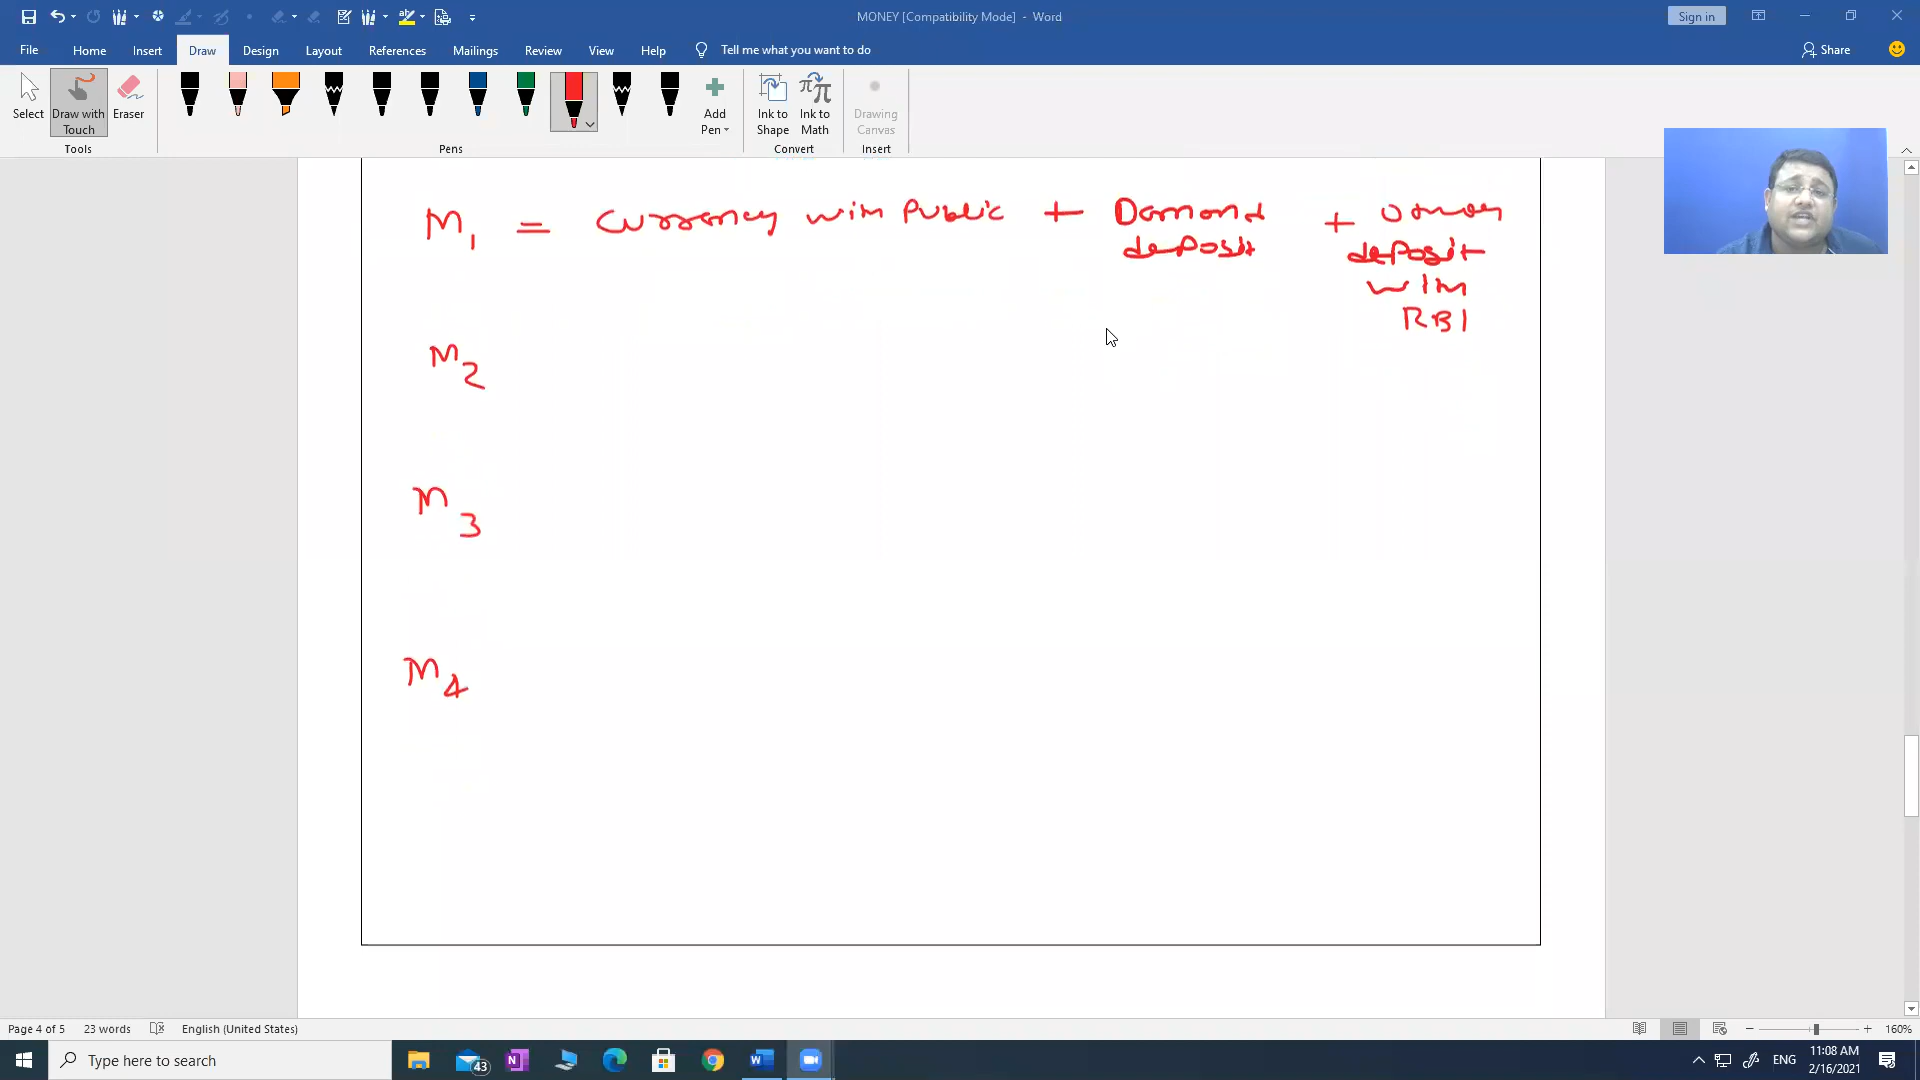 MONEY [Compatibility Mode] - Word
Sign in
File Home Insert Draw Design Layout References Mailings Review View Help Tell me what you want to do
Share
Select
Draw with Touch
Eraser
Add Pen
Ink to Shape
Ink to Math
Drawing Canvas
Tools Pens Convert Insert
M1 = Currency with Public + Demand + Other
deposit deposit
with
RBI
M2
M3
M4
Page 4 of 5 23 words English (United States) 160%
Type here to search
43
ENG
11:08 AM
2/16/2021